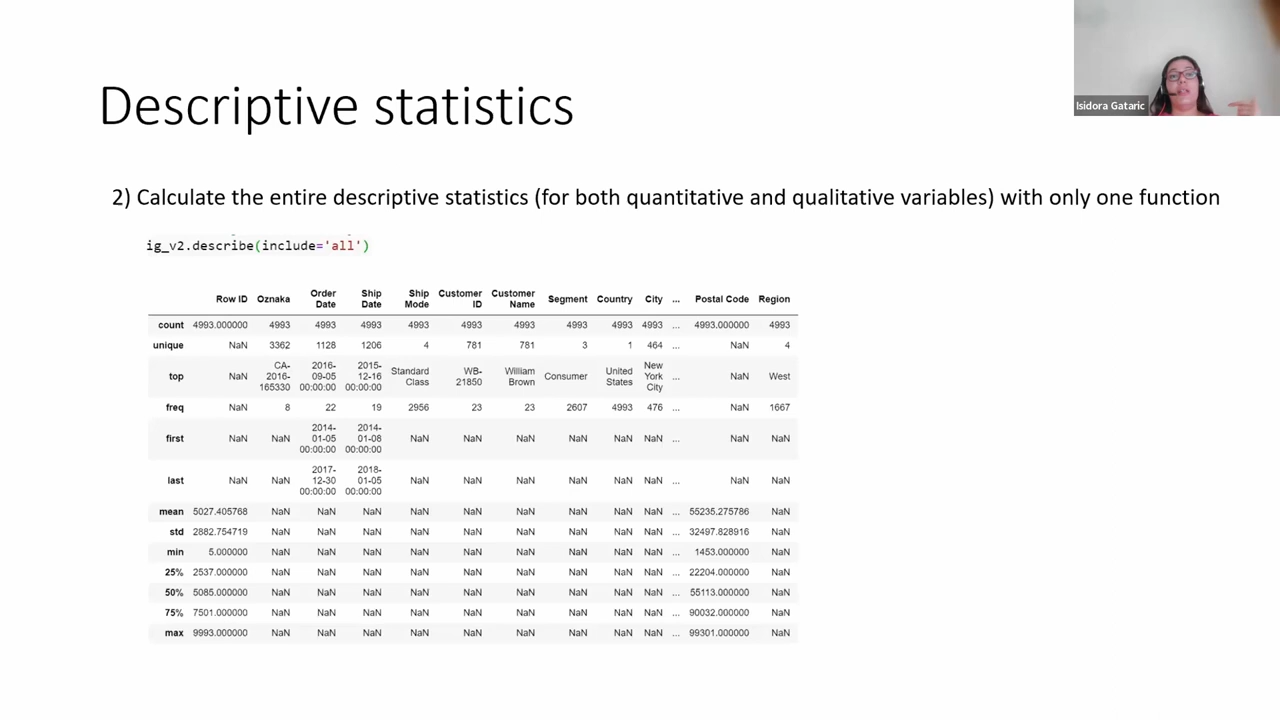 Isidora Gataric
Descriptive statistics
2) Calculate the entire descriptive statistics (for both quantitative and qualitative variables) with only one function
ig_v2.describe(include='all')
Row ID Oznaka Order Date Ship Date Ship Mode Customer ID Customer Name Segment Country City ... Postal Code Region
count 4993.000000 4993 4993 4993 4993 4993 4993 4993 4993 4993 ... 4993.000000 4993
unique NaN 3362 1128 1206 4 781 781 3 1 464 ... NaN 4
top NaN CA-2016-165330 2016-09-05 00:00:00 2015-12-16 00:00:00 Standard Class WB-21850 William Brown Consumer United States New York City ... NaN West
freq NaN 8 22 19 2956 23 23 2607 4993 476 ... NaN 1667
first NaN NaN 2014-01-05 00:00:00 2014-01-08 00:00:00 NaN NaN NaN NaN NaN NaN ... NaN NaN
last NaN NaN 2017-12-30 00:00:00 2018-01-05 00:00:00 NaN NaN NaN NaN NaN NaN ... NaN NaN
mean 5027.405768 NaN NaN NaN NaN NaN NaN NaN NaN NaN ... 55235.275786 NaN
std 2882.754719 NaN NaN NaN NaN NaN NaN NaN NaN NaN ... 32497.828916 NaN
min 5.000000 NaN NaN NaN NaN NaN NaN NaN NaN NaN ... 1453.000000 NaN
25% 2537.000000 NaN NaN NaN NaN NaN NaN NaN NaN NaN ... 22204.000000 NaN
50% 5085.000000 NaN NaN NaN NaN NaN NaN NaN NaN NaN ... 55113.000000 NaN
75% 7501.000000 NaN NaN NaN NaN NaN NaN NaN NaN NaN ... 90032.000000 NaN
max 9993.000000 NaN NaN NaN NaN NaN NaN NaN NaN NaN ... 99301.000000 NaN